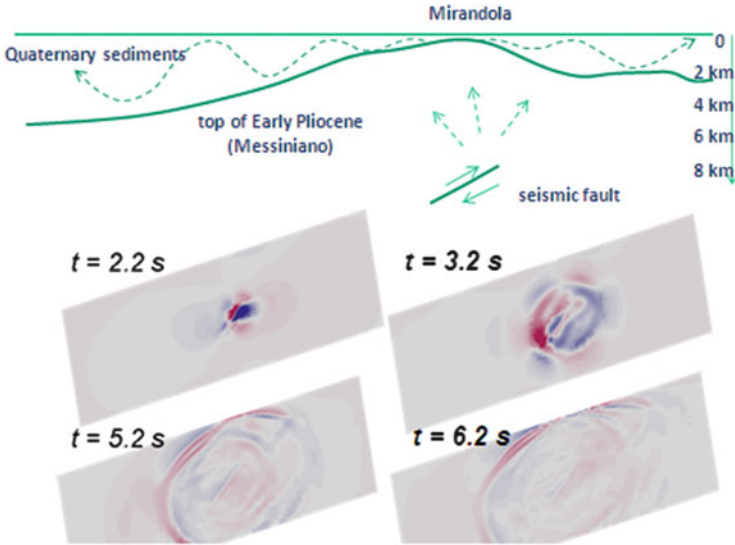 Mirandola
0
Quaternary sediments
2 km
top of Early Pliocene
(Messiniano)
4 km
6 km
8 km
seismic fault
t = 2.2 s
t = 3.2 s
t = 5.2 s
t = 6.2 s